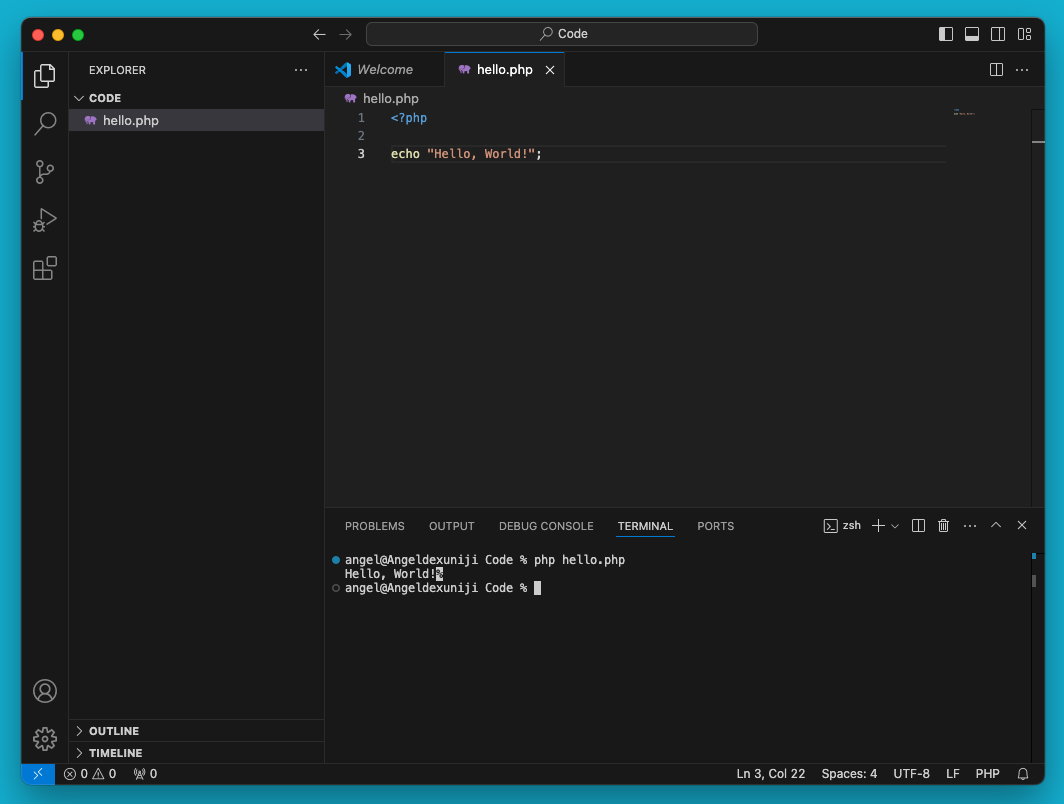 Code
EXPLORER
CODE
hello.php
Welcome
hello.php
hello.php
1 <?php
2
3 echo "Hello, World!";
PROBLEMS OUTPUT DEBUG CONSOLE TERMINAL PORTS
zsh
angel@Angeldexuniji Code % php hello.php
Hello, World!%
angel@Angeldexuniji Code %
OUTLINE
TIMELINE
0 0 0
Ln 3, Col 22 Spaces: 4 UTF-8 LF PHP